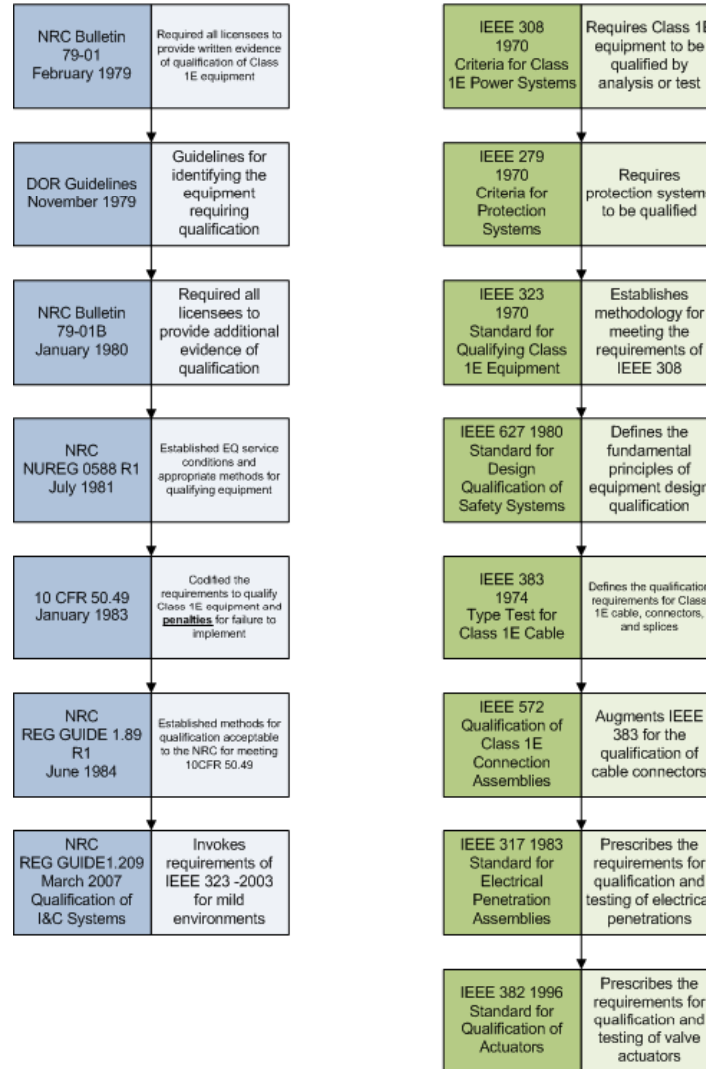 NRC Bulletin
79-01
February 1979
Required all licensees to
provide written evidence
of qualification of Class
1E equipment
DOR Guidelines
November 1979
Guidelines for
identifying the
equipment
requiring
qualification
NRC Bulletin
79-01B
January 1980
Required all
licensees to
provide additional
evidence of
qualification
NRC
NUREG 0588 R1
July 1981
Established EQ service
conditions and
appropriate methods for
qualifying equipment
10 CFR 50.49
January 1983
Codified the
requirements to qualify
Class 1E equipment and
penalties for failure to
implement
NRC
REG GUIDE 1.89
R1
June 1984
Established methods for
qualification acceptable
to the NRC for meeting
10CFR 50.49
NRC
REG GUIDE1.209
March 2007
Qualification of
I&C Systems
Invokes
requirements of
IEEE 323 -2003
for mild
environments
IEEE 308
1970
Criteria for Class
1E Power Systems
Requires Class 1E
equipment to be
qualified by
analysis or test
IEEE 279
1970
Criteria for
Protection
Systems
Requires
protection systems
to be qualified
IEEE 323
1970
Standard for
Qualifying Class
1E Equipment
Establishes
methodology for
meeting the
requirements of
IEEE 308
IEEE 627 1980
Standard for
Design
Qualification of
Safety Systems
Defines the
fundamental
principles of
equipment design
qualification
IEEE 383
1974
Type Test for
Class 1E Cable
Defines the qualification
requirements for Class
1E cable, connectors,
and splices
IEEE 572
Qualification of
Class 1E
Connection
Assemblies
Augments IEEE
383 for the
qualification of
cable connectors
IEEE 317 1983
Standard for
Electrical
Penetration
Assemblies
Prescribes the
requirements for
qualification and
testing of electrical
penetrations
IEEE 382 1996
Standard for
Qualification of
Actuators
Prescribes the
requirements for
qualification and
testing of valve
actuators